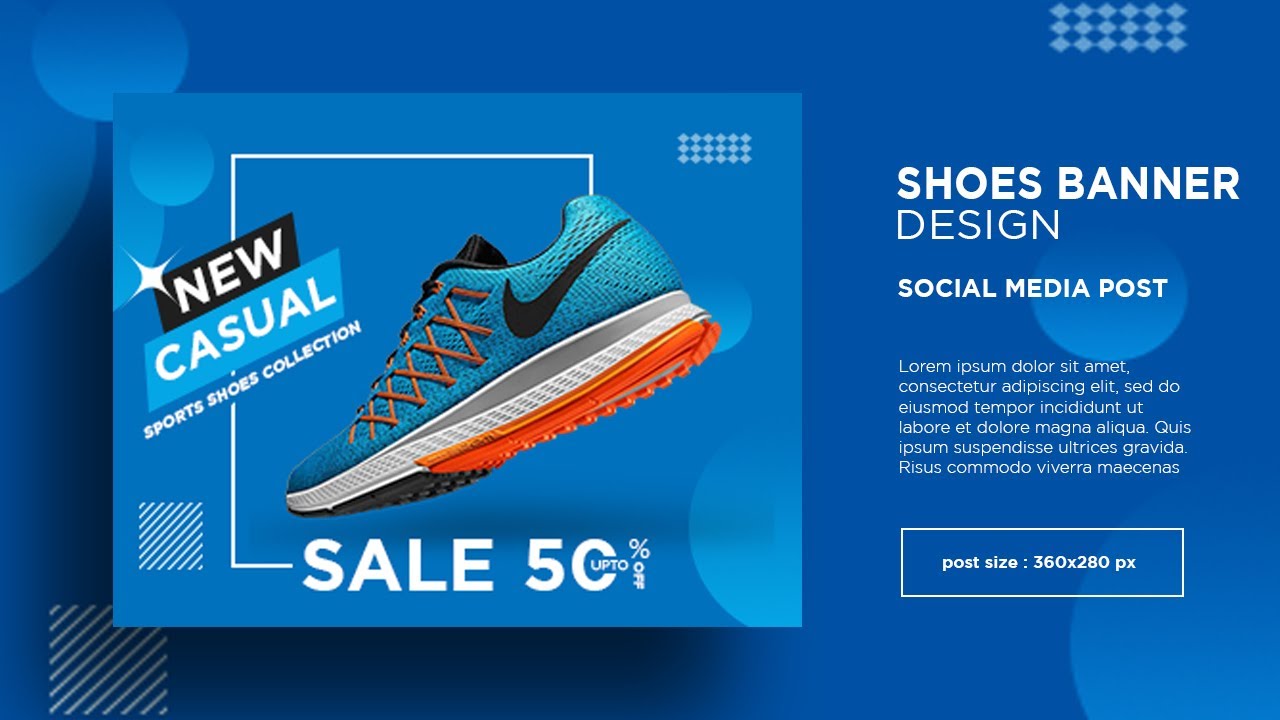 NEW
CASUAL
SPORTS SHOES COLLECTION
SALE 50% UPTO OFF
SHOES BANNER
DESIGN
SOCIAL MEDIA POST
Lorem ipsum dolor sit amet,
consectetur adipiscing elit, sed do
eiusmod tempor incididunt ut
labore et dolore magna aliqua. Quis
ipsum suspendisse ultrices gravida.
Risus commodo viverra maecenas
post size : 360x280 px